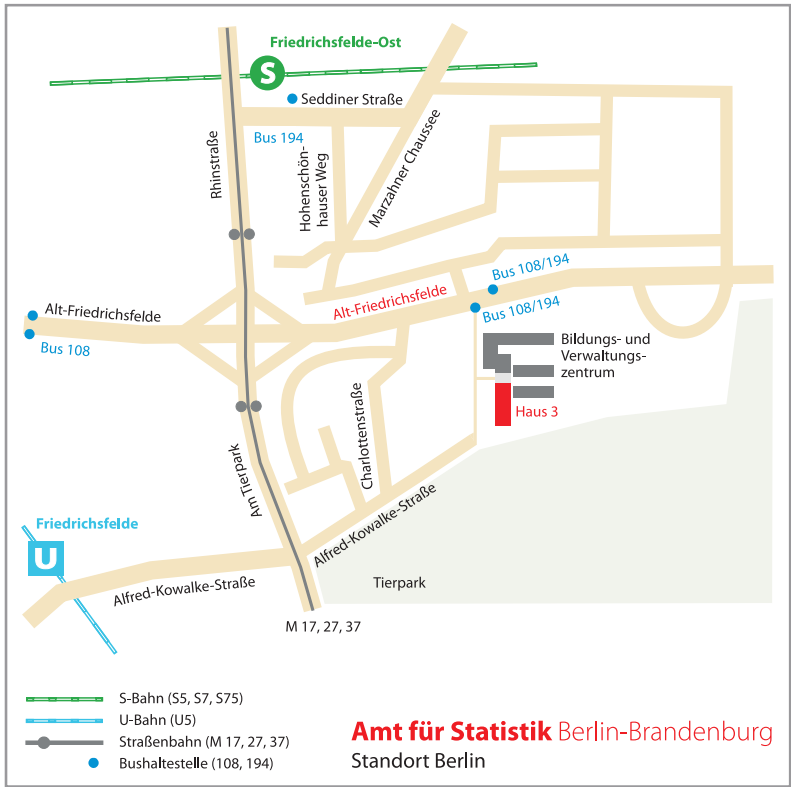 Friedrichsfelde-Ost
S
Seddiner Straße
Bus 194
Rhinstraße
Hohenschön-
hauser Weg
Marzahner Chaussee
Bus 108/194
Alt-Friedrichsfelde
Alt-Friedrichsfelde
Bus 108/194
Bus 108
Bildungs- und
Verwaltungs-
zentrum
Haus 3
Charlottenstraße
Am Tierpark
Friedrichsfelde
U
Alfred-Kowalke-Straße
Alfred-Kowalke-Straße
Tierpark
M 17, 27, 37
S-Bahn (S5, S7, S75)
U-Bahn (U5)
Straßenbahn (M 17, 27, 37)
Bushaltestelle (108, 194)
Amt für Statistik Berlin-Brandenburg
Standort Berlin